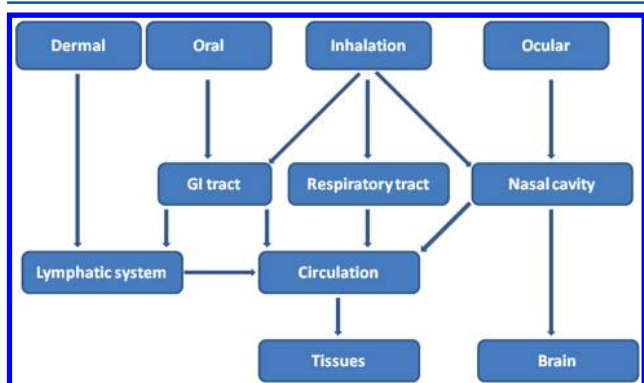 Dermal
Oral
Inhalation
Ocular
GI tract
Respiratory tract
Nasal cavity
Lymphatic system
Circulation
Tissues
Brain